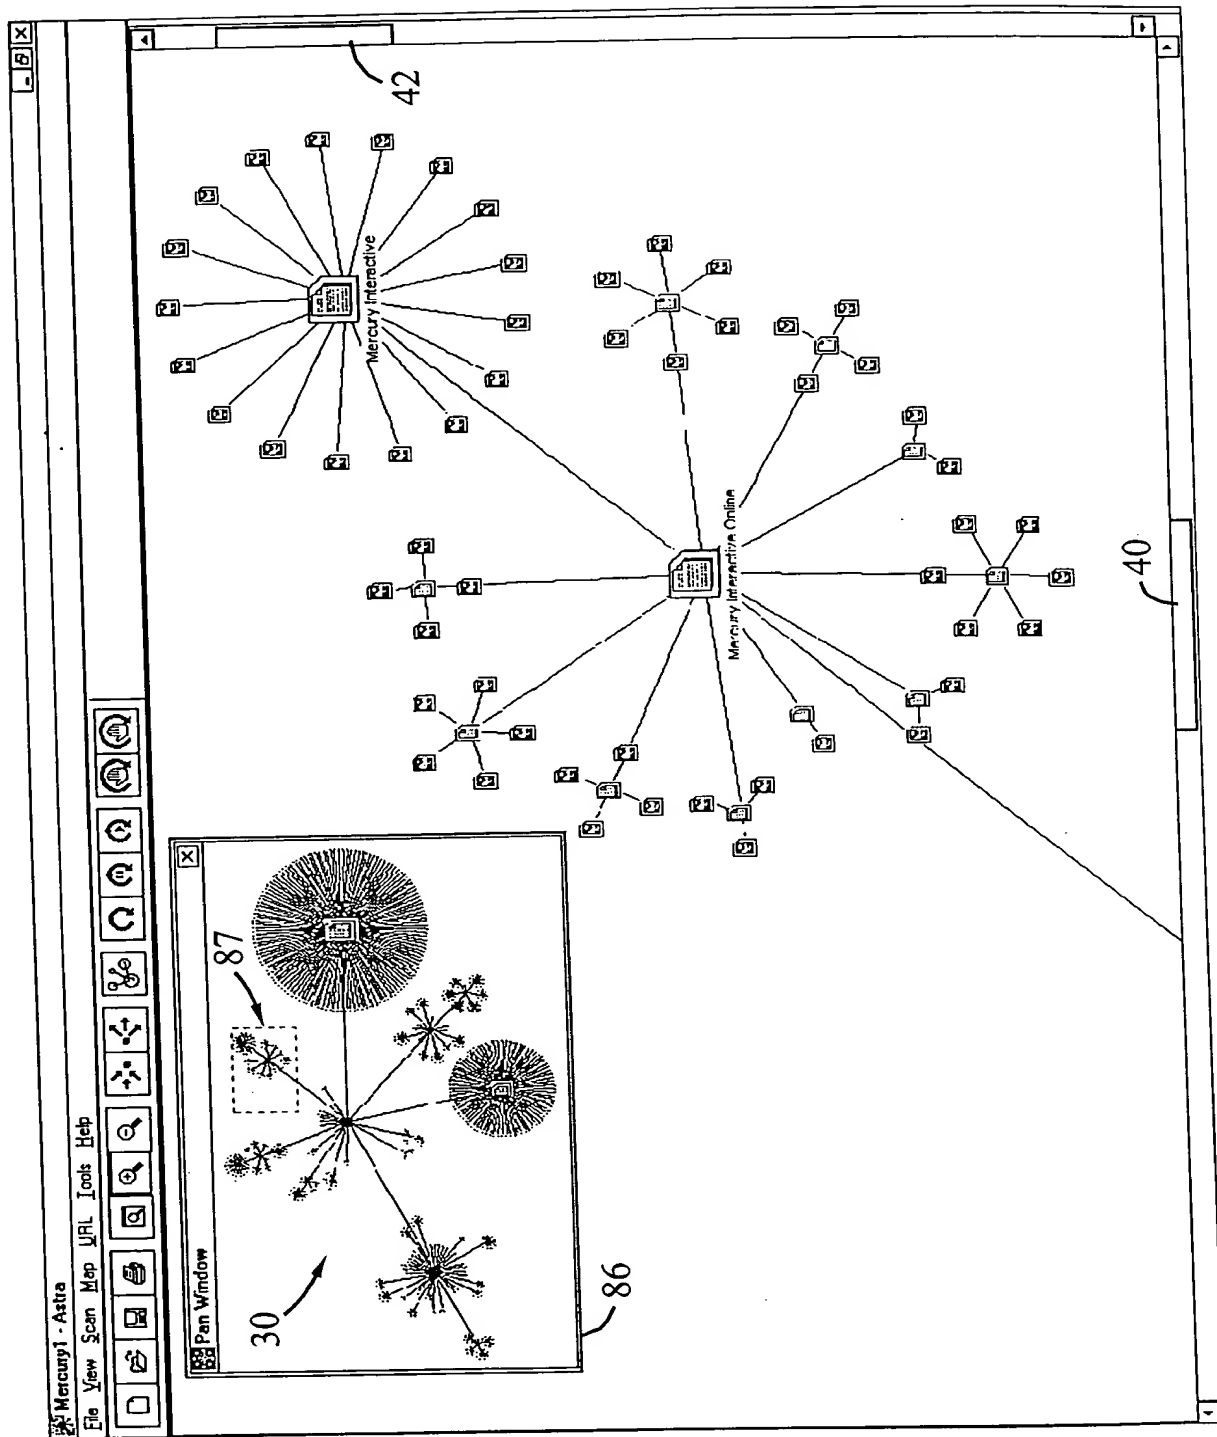 Mercury1 - Astra
File View Scan Map URL Tools Help
Pan Window
30
87
86
Mercury Interactive
42
Mercury Interactive Online
40